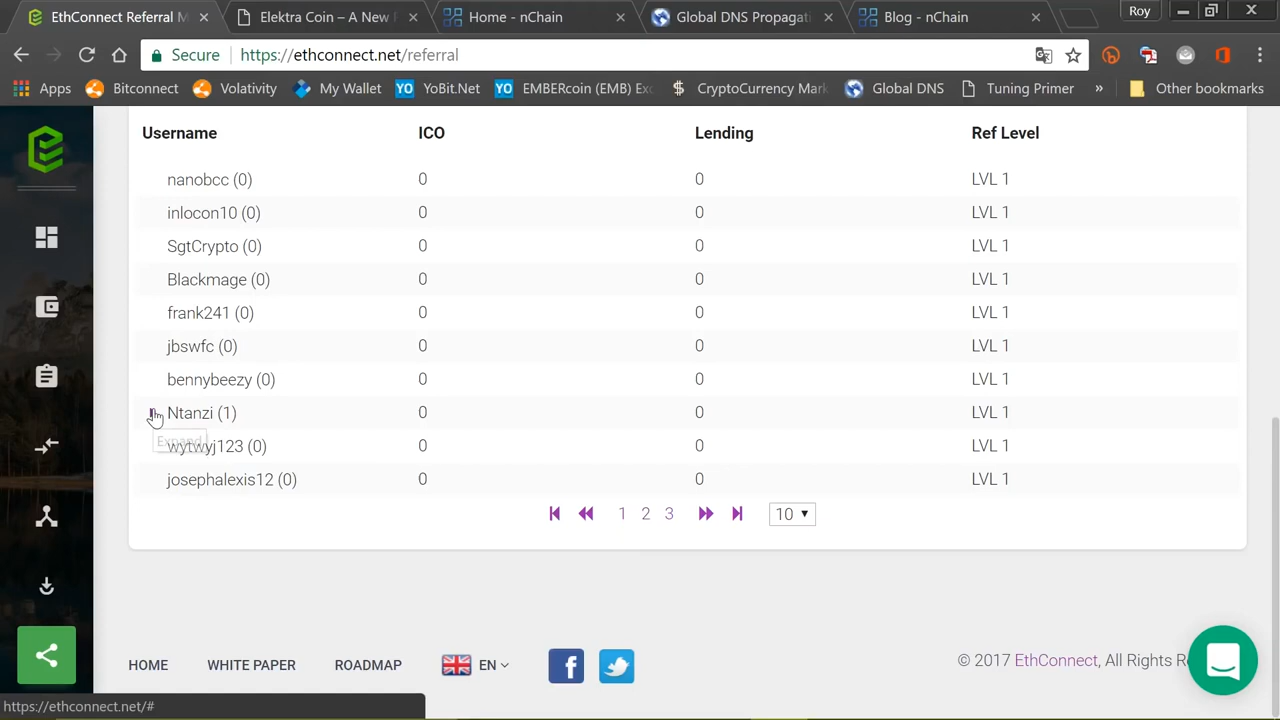 EthConnect Referral M
Elektra Coin – A New F
Home - nChain
Global DNS Propagati
Blog - nChain
Roy
Secure
https://ethconnect.net/referral
Apps
Bitconnect
Volativity
My Wallet
YO YoBit.Net
YO EMBERcoin (EMB) Exc
CryptoCurrency Mark
Global DNS
Tuning Primer
»
Other bookmarks
Username ICO Lending Ref Level
nanobcc (0) 0 0 LVL 1
inlocon10 (0) 0 0 LVL 1
SgtCrypto (0) 0 0 LVL 1
Blackmage (0) 0 0 LVL 1
frank241 (0) 0 0 LVL 1
jbswfc (0) 0 0 LVL 1
bennybeezy (0) 0 0 LVL 1
Ntanzi (1) 0 0 LVL 1
Expand
wytwyj123 (0) 0 0 LVL 1
josephalexis12 (0) 0 0 LVL 1
1 2 3 10
HOME WHITE PAPER ROADMAP EN
© 2017 EthConnect, All Rights R
https://ethconnect.net/#